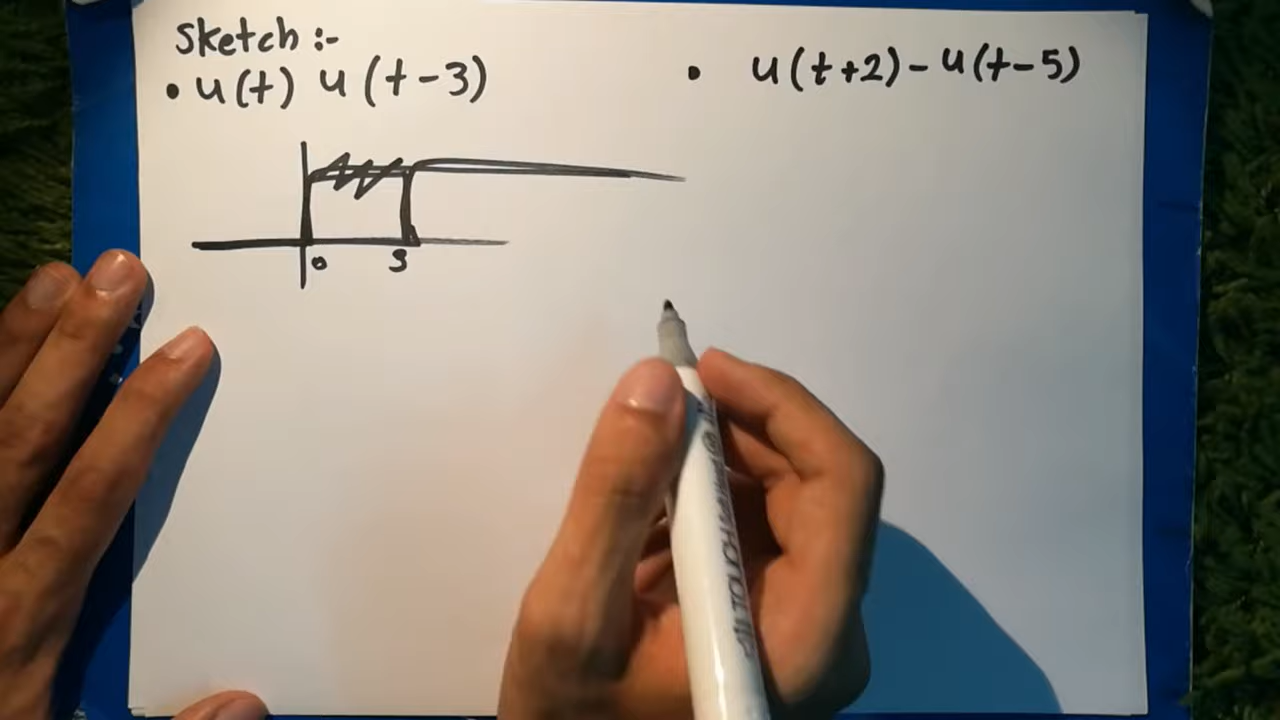 Sketch :-
• u(t) u(t-3)
• u(t+2) - u(t-5)
0 3